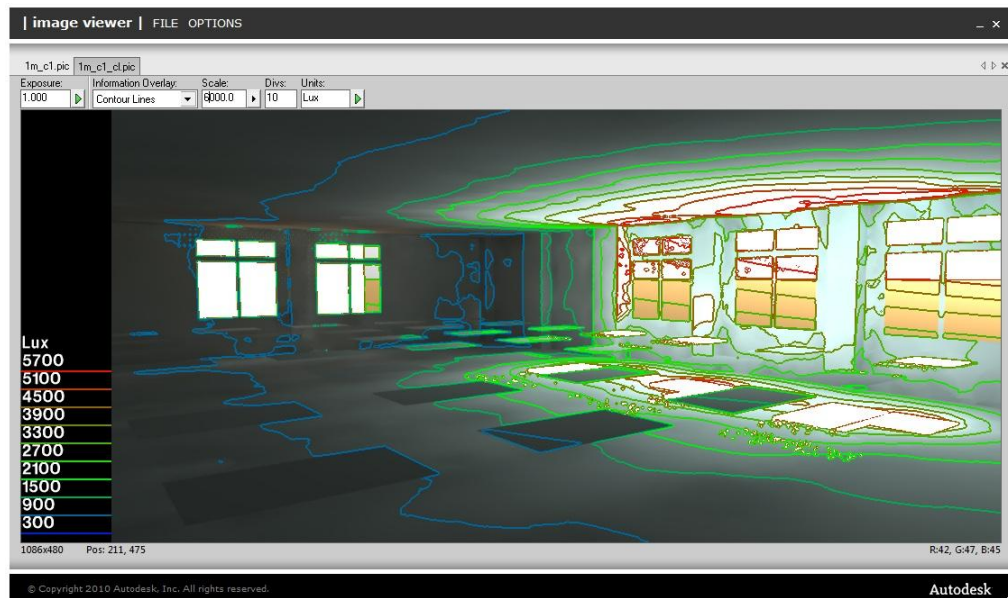 | image viewer | FILE OPTIONS
1m_c1.pic 1m_c1_cl.pic
Exposure: Information Overlay: Scale: Divs: Units:
1.000 Contour Lines 6000.0 10 Lux
Lux
5700
5100
4500
3900
3300
2700
2100
1500
900
300
1086x480 Pos: 211, 475 R:42, G:47, B:45
© Copyright 2010 Autodesk, Inc. All rights reserved. Autodesk